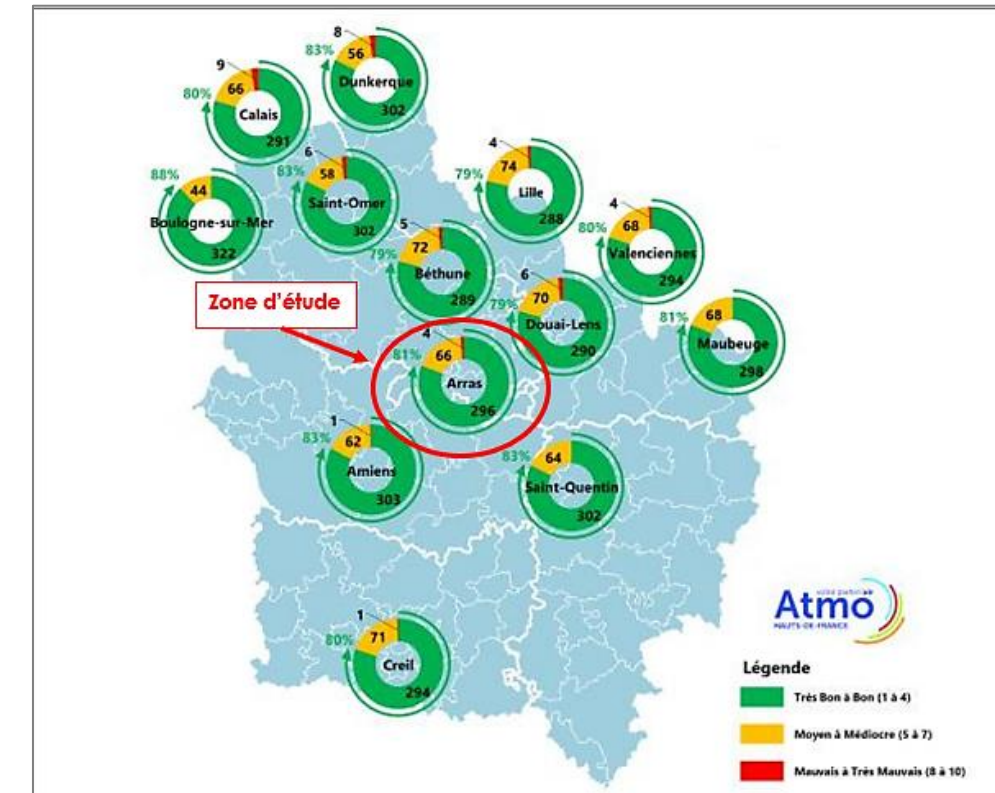 8
83%
56
Dunkerque
302
9
80%
66
Calais
291
6
83%
58
Saint-Omer
302
4
79%
74
Lille
288
88%
44
Boulogne-sur-Mer
322
4
80%
68
Valenciennes
294
5
79%
72
Béthune
289
6
79%
70
Douai-Lens
290
81%
68
Maubeuge
298
Zone d'étude
4
81%
66
Arras
296
1
83%
62
Amiens
303
83%
64
Saint-Quentin
302
1
80%
71
Creil
294
Atmo
HAUTS-DE-FRANCE
Légende
Très Bon à Bon (1 à 4)
Moyen à Médiocre (5 à 7)
Mauvais à Très Mauvais (8 à 10)